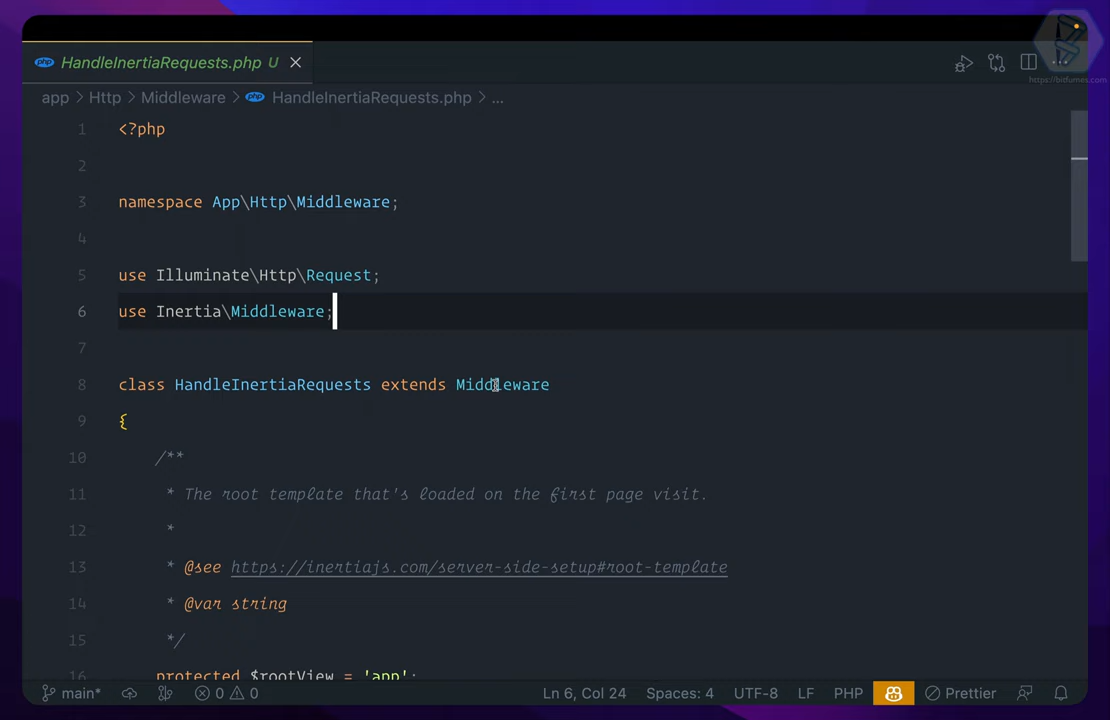 HandleInertiaRequests.php U
https://bitfumes.com
app > Http > Middleware > HandleInertiaRequests.php > ...
1 <?php
2
3 namespace App\Http\Middleware;
4
5 use Illuminate\Http\Request;
6 use Inertia\Middleware;
7
8 class HandleInertiaRequests extends Middleware
9 {
10 /**
11 * The root template that's loaded on the first page visit.
12 *
13 * @see https://inertiajs.com/server-side-setup#root-template
14 * @var string
15 */
16 protected $rootView = 'app';
main* 0 0 Ln 6, Col 24 Spaces: 4 UTF-8 LF PHP Prettier